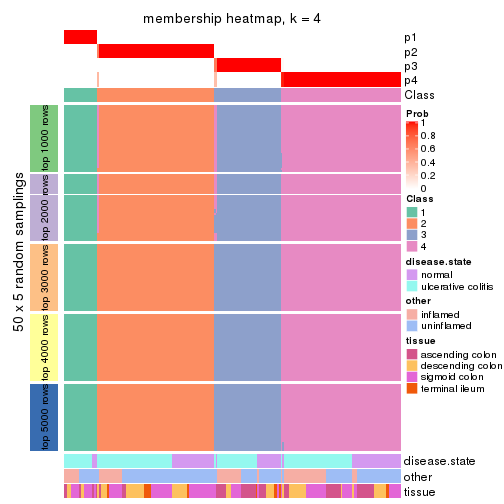 membership heatmap, k = 4
p1
p2
p3
p4
Class
50 x 5 random samplings
top 1000 rows
top 2000 rows
top 3000 rows
top 4000 rows
top 5000 rows
Prob
1
0.8
0.6
0.4
0.2
0
Class
1
2
3
4
disease.state
normal
ulcerative colitis
other
inflamed
uninflamed
tissue
ascending colon
descending colon
sigmoid colon
terminal ileum
disease.state
other
tissue